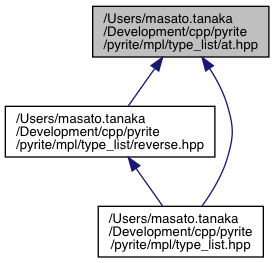 /Users/masato.tanaka
/Development/cpp/pyrite
/pyrite/mpl/type_list/at.hpp
/Users/masato.tanaka
/Development/cpp/pyrite
/pyrite/mpl/type_list/reverse.hpp
/Users/masato.tanaka
/Development/cpp/pyrite
/pyrite/mpl/type_list.hpp